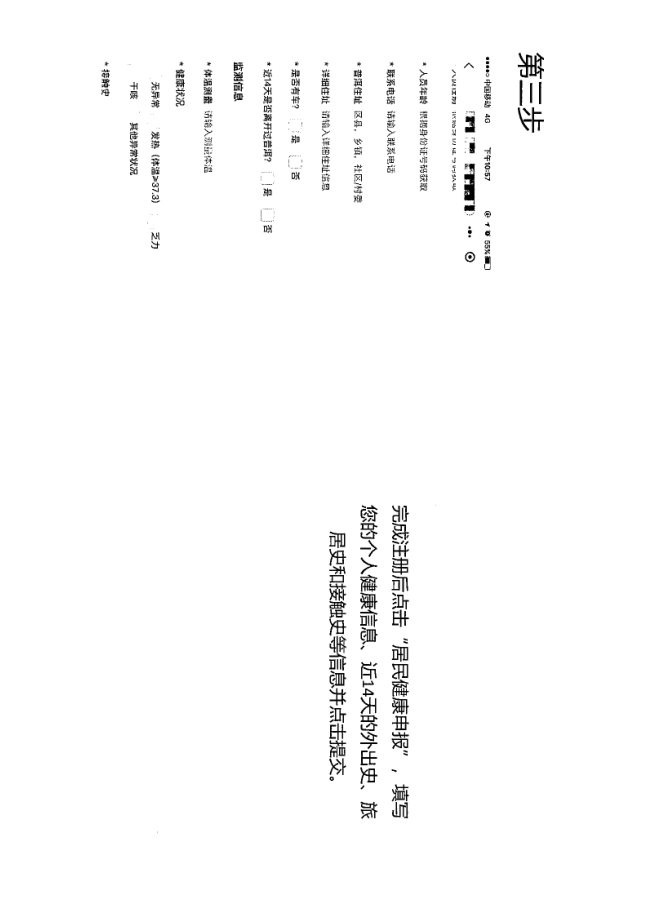 第三步
中国移动 4G 下午10:57 55%
* 人员年龄 根据身份证号码获取
* 联系电话 请输入联系电话
* 普洱住址 区县，乡镇，社区/村委
* 详细住址 请输入详细住址信息
* 是否有车？ 是 否
* 近14天是否离开过普洱？ 是 否
监测信息
* 体温测量 请输入测量体温
* 健康状况
无异常 发热（体温≥37.3） 乏力
干咳 其他异常状况
* 接触史
完成注册后点击“居民健康申报”，填写
您的个人健康信息、近14天的外出史、旅
居史和接触史等信息并点击提交。